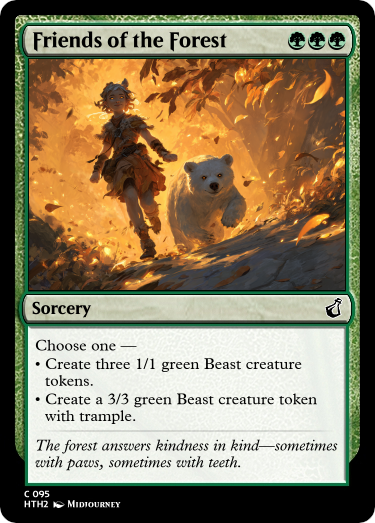 Friends of the Forest
Sorcery
Choose one —
• Create three 1/1 green Beast creature
tokens.
• Create a 3/3 green Beast creature token
with trample.
The forest answers kindness in kind—sometimes
with paws, sometimes with teeth.
C 095
HTH2 Midjourney